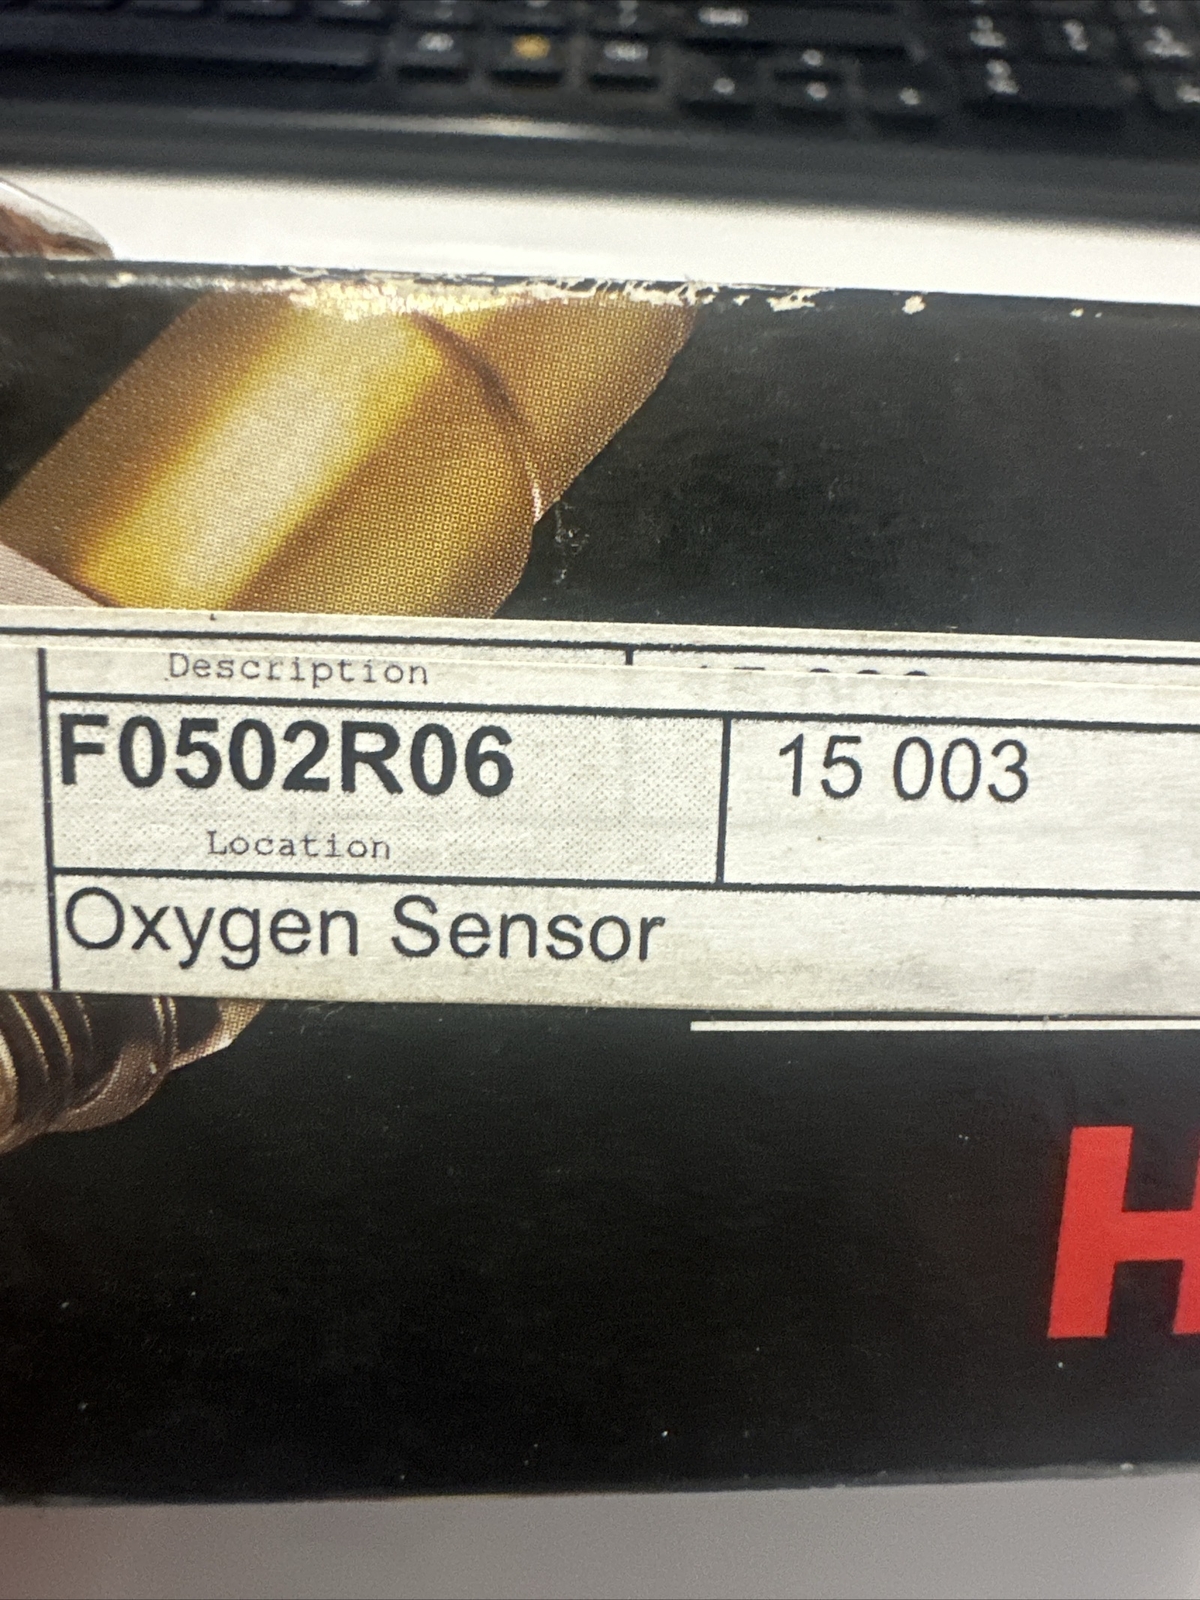 Description
F0502R06
15 003
Location
Oxygen Sensor
H